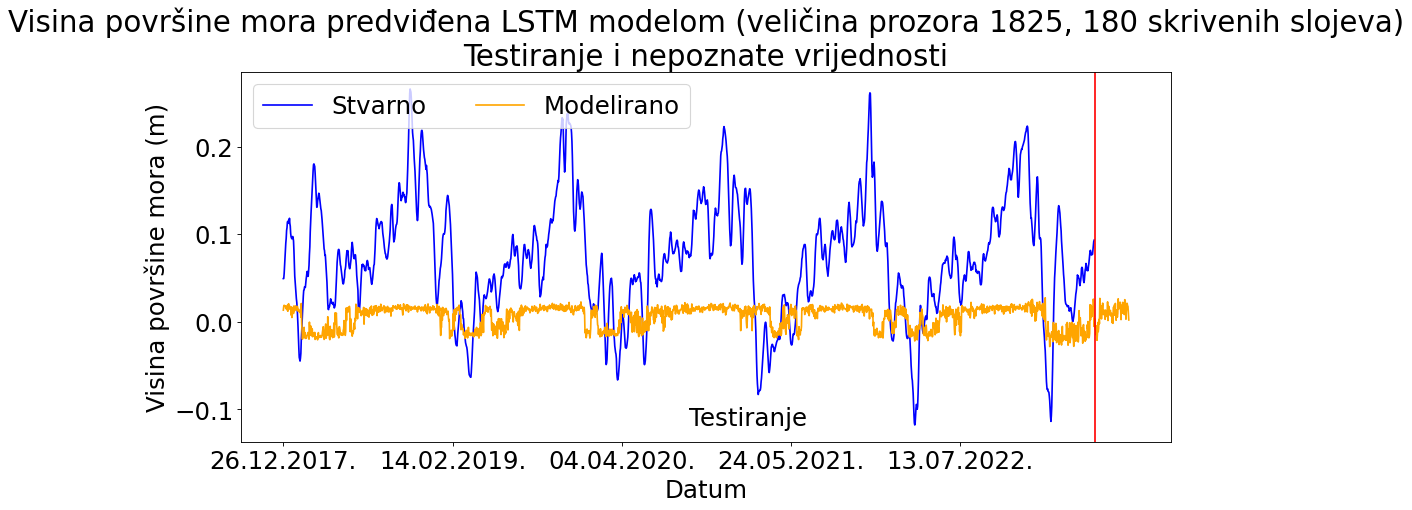 Visina površine mora predviđena LSTM modelom (veličina prozora 1825, 180 skrivenih slojeva)
Testiranje i nepoznate vrijednosti
Stvarno
Modelirano
Visina površine mora (m)
0.2
0.1
0.0
−0.1
Testiranje
26.12.2017.
14.02.2019.
04.04.2020.
24.05.2021.
13.07.2022.
Datum